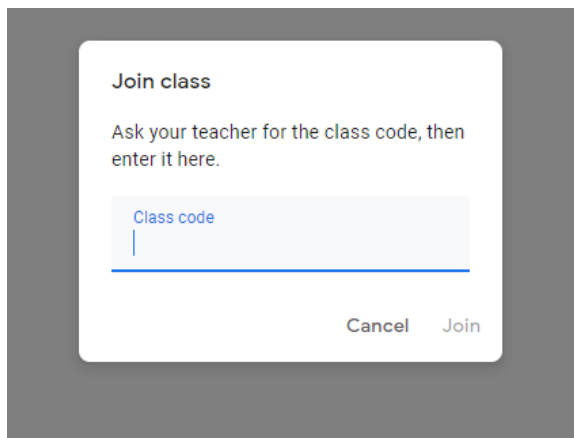 Join class
Ask your teacher for the class code, then
enter it here.
Class code
Cancel Join